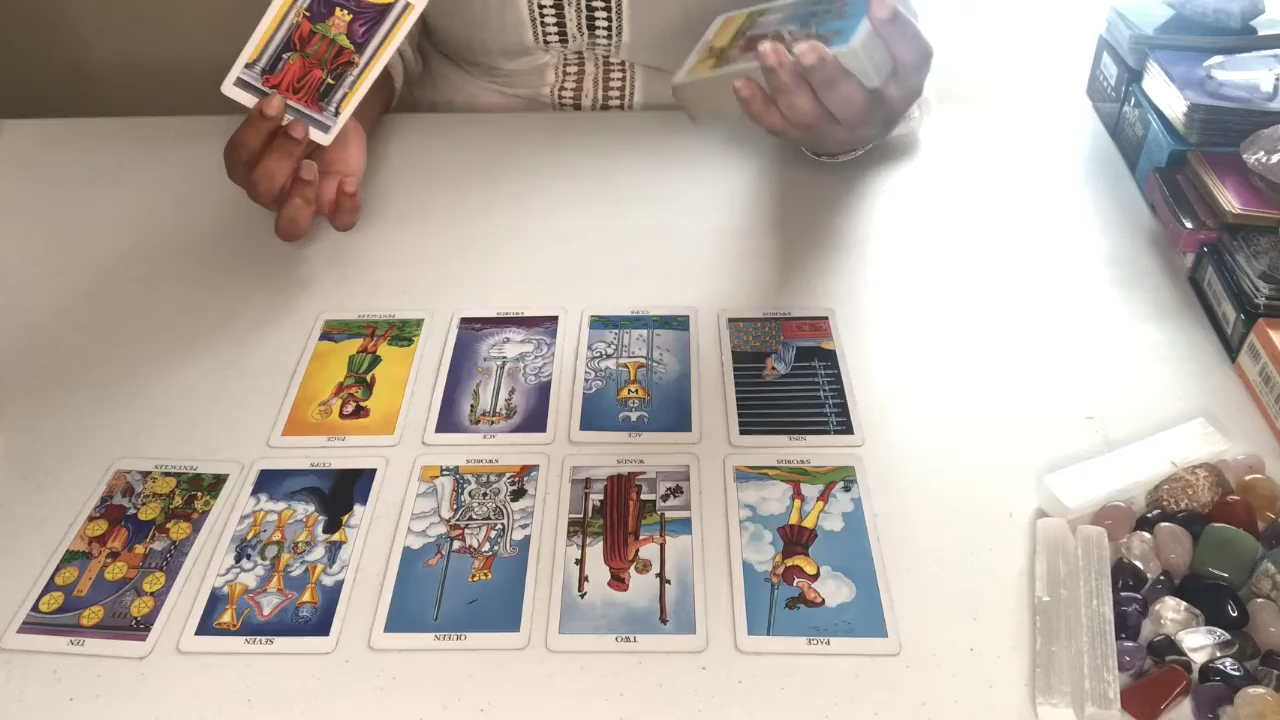 PENTACLES
SWORDS
CUPS
SWORDS
PAGE
ACE
ACE
NINE
PENTACLES
CUPS
SWORDS
WANDS
SWORDS
TEN
SEVEN
QUEEN
TWO
PAGE
M